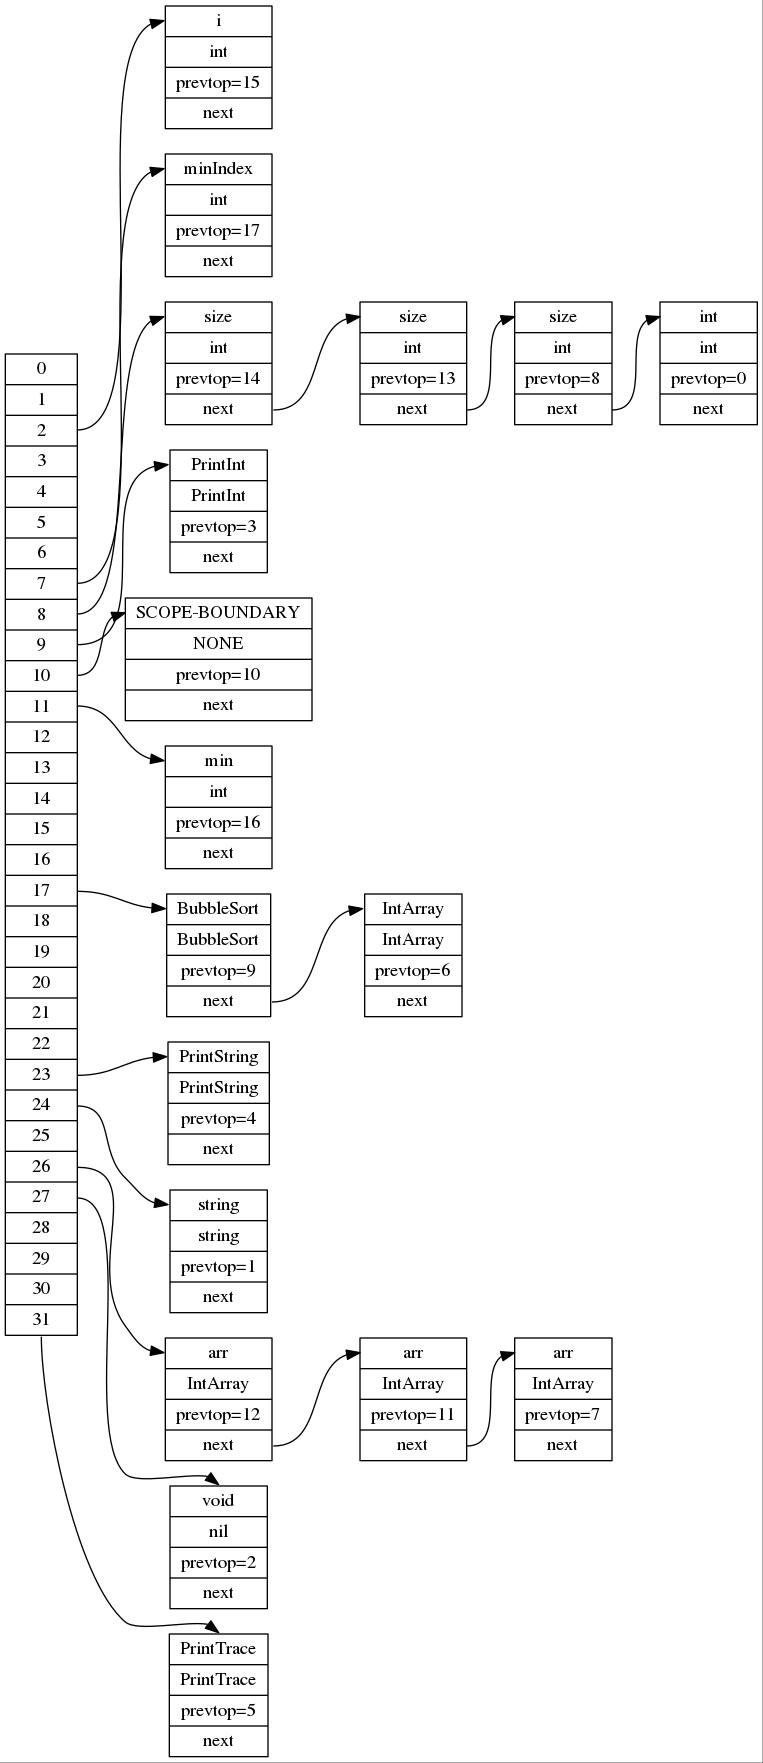 0
1
2
3
4
5
6
7
8
9
10
11
12
13
14
15
16
17
18
19
20
21
22
23
24
25
26
27
28
29
30
31
i
int
prevtop=15
next
minIndex
int
prevtop=17
next
size
int
prevtop=14
next
size
int
prevtop=13
next
size
int
prevtop=8
next
int
int
prevtop=0
next
PrintInt
PrintInt
prevtop=3
next
SCOPE-BOUNDARY
NONE
prevtop=10
next
min
int
prevtop=16
next
BubbleSort
BubbleSort
prevtop=9
next
IntArray
IntArray
prevtop=6
next
PrintString
PrintString
prevtop=4
next
string
string
prevtop=1
next
arr
IntArray
prevtop=12
next
arr
IntArray
prevtop=11
next
arr
IntArray
prevtop=7
next
void
nil
prevtop=2
next
PrintTrace
PrintTrace
prevtop=5
next